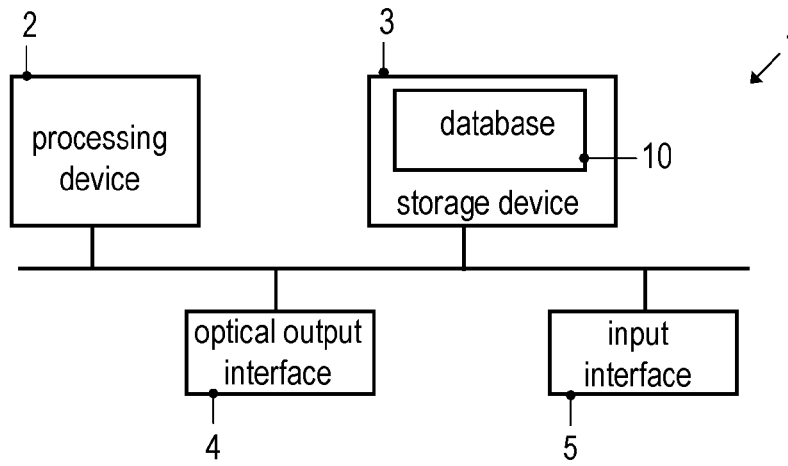 2
3
processing
device
database
10
storage device
optical output
interface
input
interface
4
5